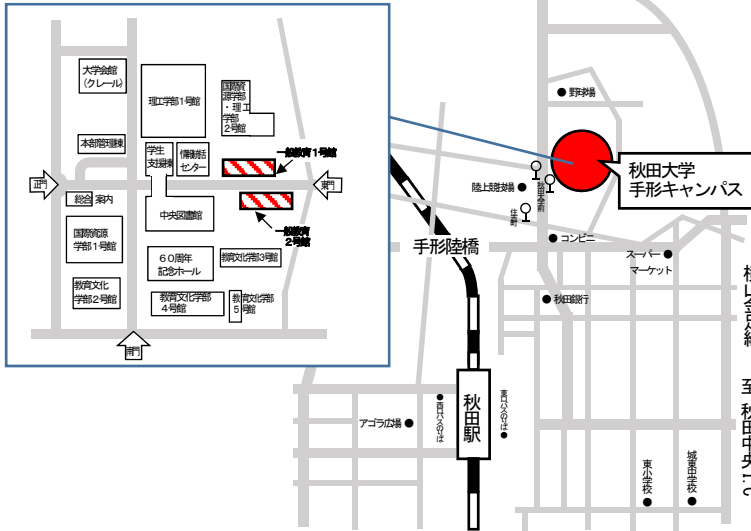 大学会館
(クレール)
理工学部1号館
国際資
源学部
・理工
学部
2号館
本部管理棟
学生
支援棟
センター
一般教育1号館
正門
東門
総合案内
中央図書館
一般教育
2号館
国際資源
学部1号館
60周年
記念ホール
教育文化学部3号館
教育文化
学部2号館
教育文化学部
4号館
教育文化学部
5号館
南門
野球場
秋田大学
手形キャンパス
陸上競技場
秋田大学前
住吉町
手形陸橋
コンビニ
スーパー
マーケット
秋田銀行
秋田駅
アゴラ広場
西口バスのりば
東口バスのりば
東小学校
城東中学校
至 秋田中央I.C